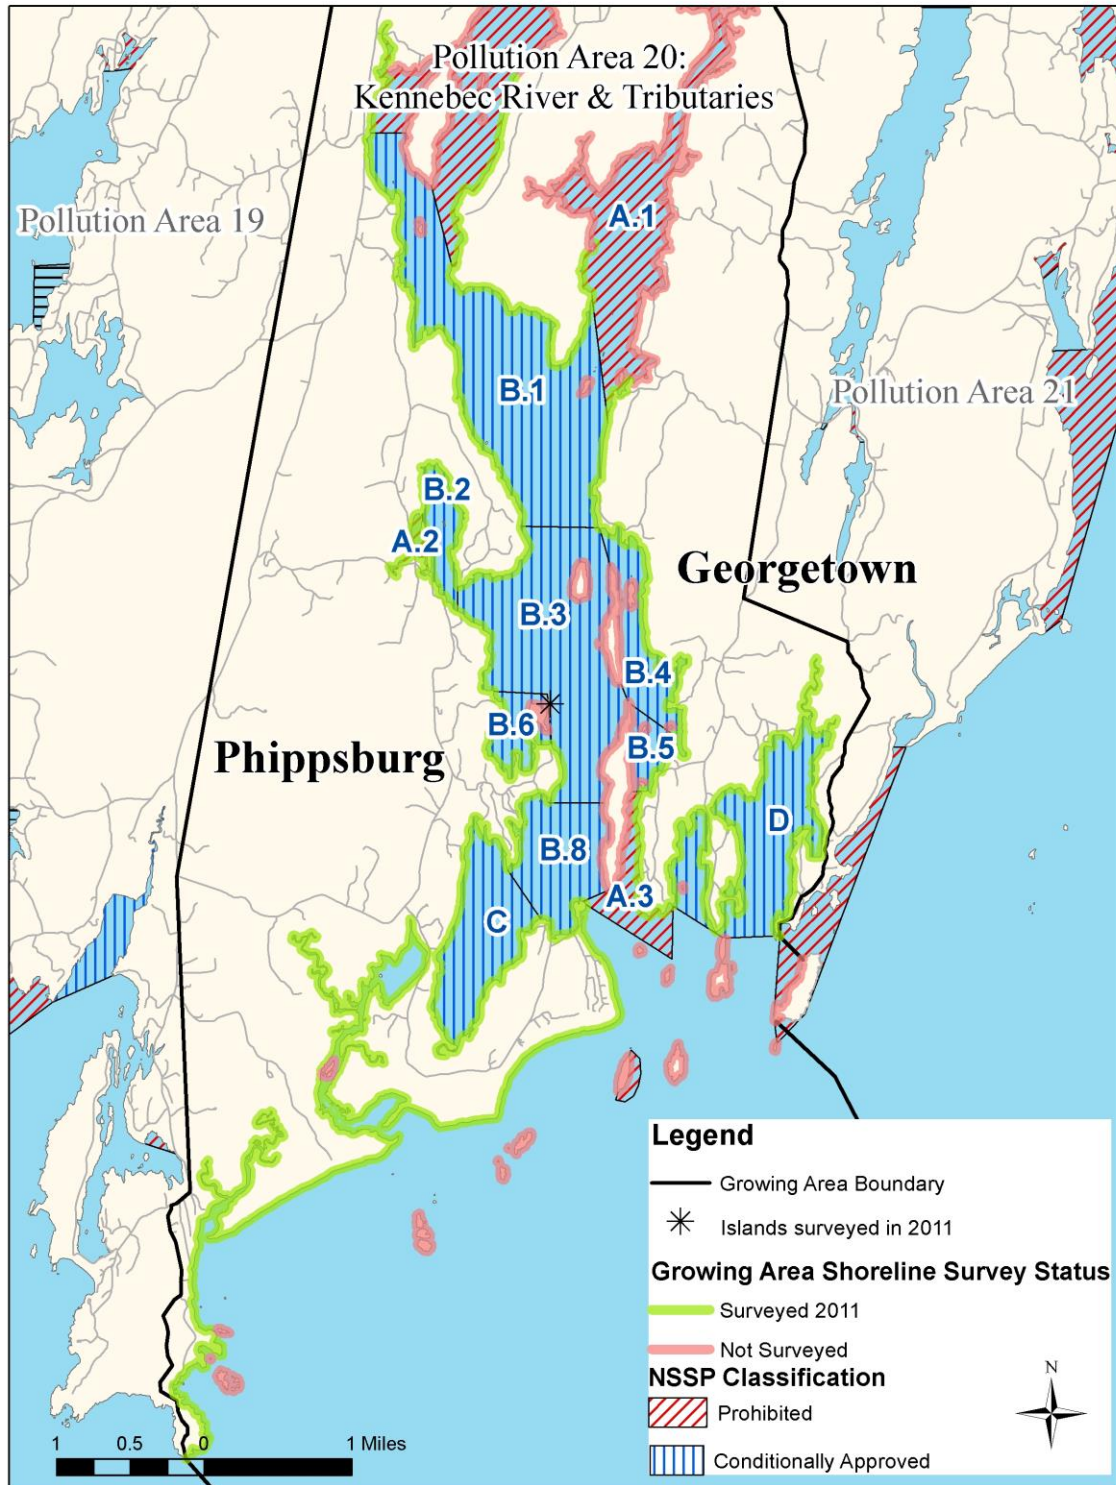 Pollution Area 20:
Kennebec River & Tributaries
Pollution Area 19
A.1
Pollution Area 21
B.1
B.2
A.2
Georgetown
B.3
B.4
B.6
B.5
Phippsburg
D
B.8
A.3
C
Legend
Growing Area Boundary
Islands surveyed in 2011
Growing Area Shoreline Survey Status
Surveyed 2011
Not Surveyed
NSSP Classification
Prohibited
Conditionally Approved
N
1 0.5 0 1 Miles